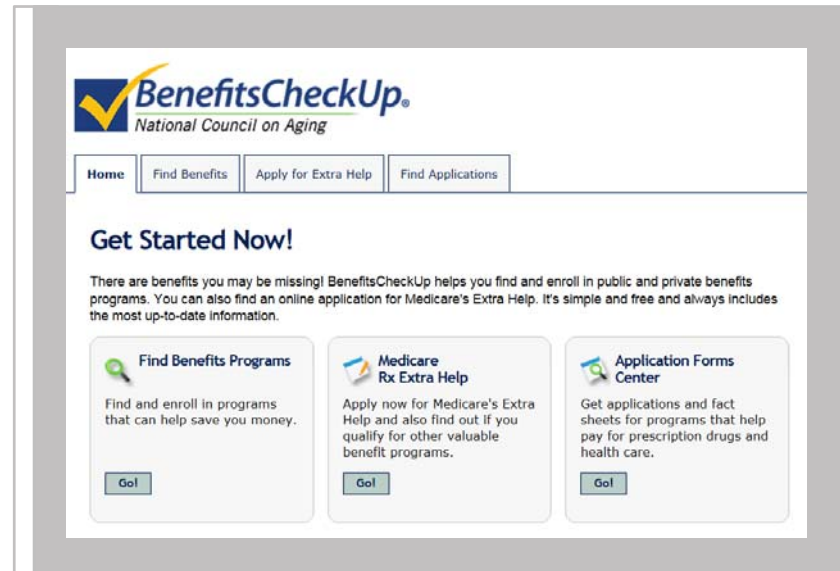 BenefitsCheckUp®
National Council on Aging
Home Find Benefits Apply for Extra Help Find Applications
Get Started Now!
There are benefits you may be missing! BenefitsCheckUp helps you find and enroll in public and private benefits
programs. You can also find an online application for Medicare's Extra Help. It's simple and free and always includes
the most up-to-date information.
Find Benefits Programs
Find and enroll in programs
that can help save you money.
Go!
Medicare
Rx Extra Help
Apply now for Medicare's Extra
Help and also find out if you
qualify for other valuable
benefit programs.
Go!
Application Forms
Center
Get applications and fact
sheets for programs that help
pay for prescription drugs and
health care.
Go!